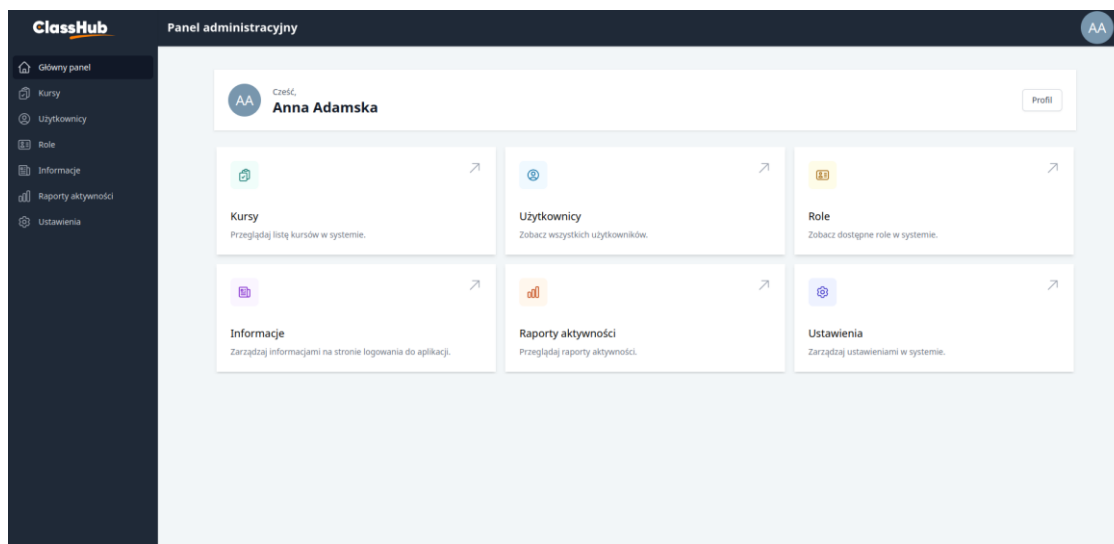 ClassHub
Panel administracyjny
AA
Główny panel
Kursy
Użytkownicy
Role
Informacje
Raporty aktywności
Ustawienia
AA
Cześć,
Anna Adamska
Profil
Kursy
Przeglądaj listę kursów w systemie.
Użytkownicy
Zobacz wszystkich użytkowników.
Role
Zobacz dostępne role w systemie.
Informacje
Zarządzaj informacjami na stronie logowania do aplikacji.
Raporty aktywności
Przeglądaj raporty aktywności.
Ustawienia
Zarządzaj ustawieniami w systemie.